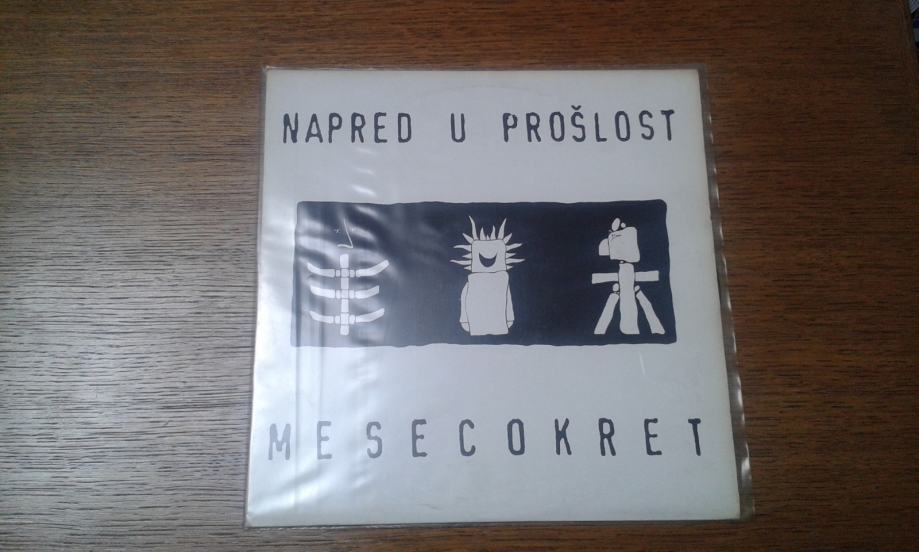 NAPRED U PROŠLOST
MESECOKRET